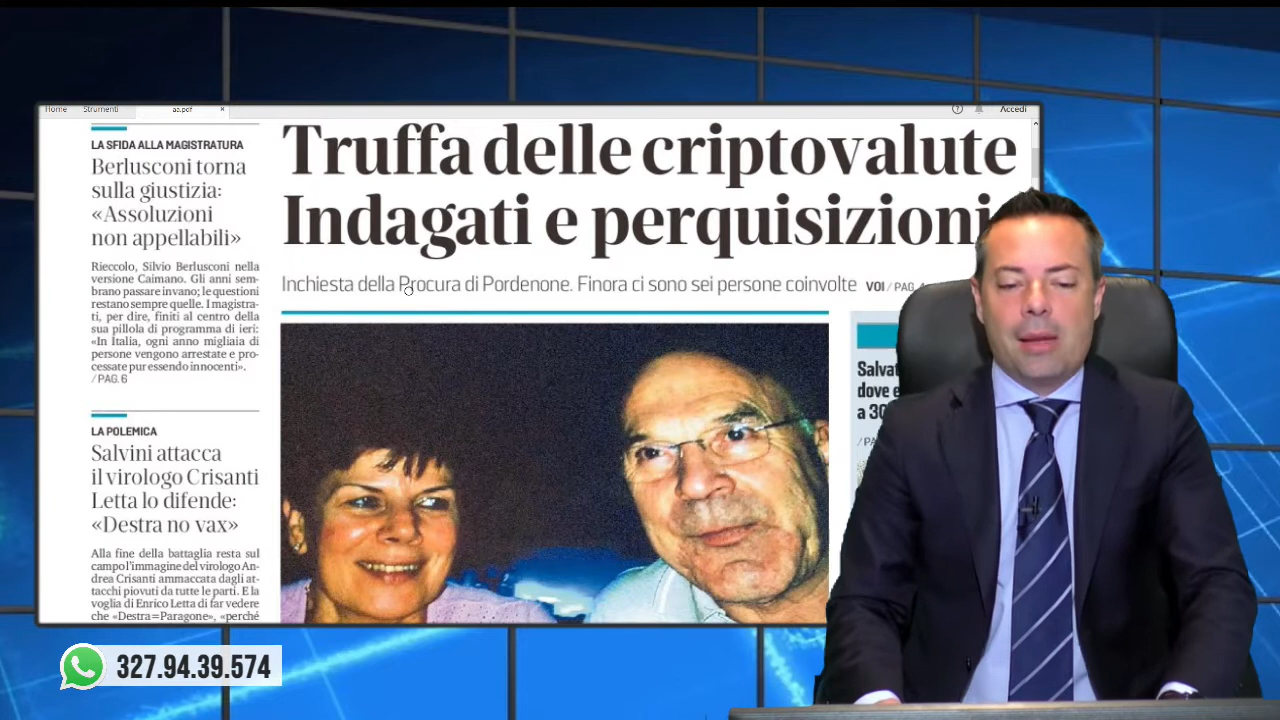 Home Strumenti aa.pdf × ? Accedi
LA SFIDA ALLA MAGISTRATURA
Berlusconi torna
sulla giustizia:
«Assoluzioni
non appellabili»
Rieccolo, Silvio Berlusconi nella
versione Caimano. Gli anni sem-
brano passare invano; le questioni
restano sempre quelle. I magistra-
ti, per dire, finiti al centro della
sua pillola di programma di ieri:
«In Italia, ogni anno migliaia di
persone vengono arrestate e pro-
cessate pur essendo innocenti».
/ PAG. 6
LA POLEMICA
Salvini attacca
il virologo Crisanti
Letta lo difende:
«Destra no vax»
Alla fine della battaglia resta sul
campo l'immagine del virologo An-
drea Crisanti ammaccata dagli at-
tacchi piovuti da tutte le parti. E la
voglia di Enrico Letta di far vedere
che «Destra=Paragone», «perché
Truffa delle criptovalute
Indagati e perquisizioni
Inchiesta della Procura di Pordenone. Finora ci sono sei persone coinvolte VOI / PAG.
Salvat
dove e
a 30
/ PA
327.94.39.574